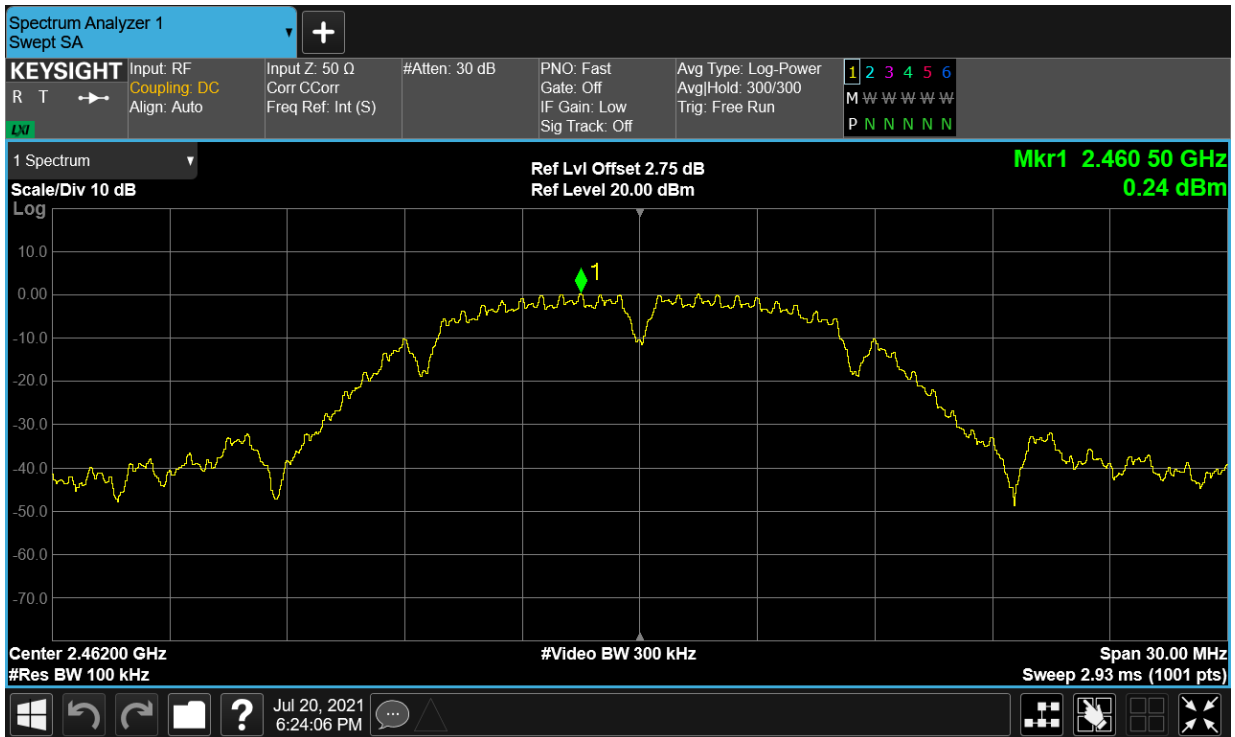 Spectrum Analyzer 1
Swept SA
+
KEYSIGHT
R T
LXI
Input: RF
Coupling: DC
Align: Auto
Input Z: 50 Ω
Corr CCorr
Freq Ref: Int (S)
#Atten: 30 dB
PNO: Fast
Gate: Off
IF Gain: Low
Sig Track: Off
Avg Type: Log-Power
Avg|Hold: 300/300
Trig: Free Run
1 2 3 4 5 6
M W W W W W
P N N N N N
1 Spectrum
Scale/Div 10 dB
Log
Ref Lvl Offset 2.75 dB
Ref Level 20.00 dBm
Mkr1 2.460 50 GHz
0.24 dBm
10.0
0.00
-10.0
-20.0
-30.0
-40.0
-50.0
-60.0
-70.0
1
Center 2.46200 GHz
#Res BW 100 kHz
#Video BW 300 kHz
Span 30.00 MHz
Sweep 2.93 ms (1001 pts)
?
Jul 20, 2021
6:24:06 PM